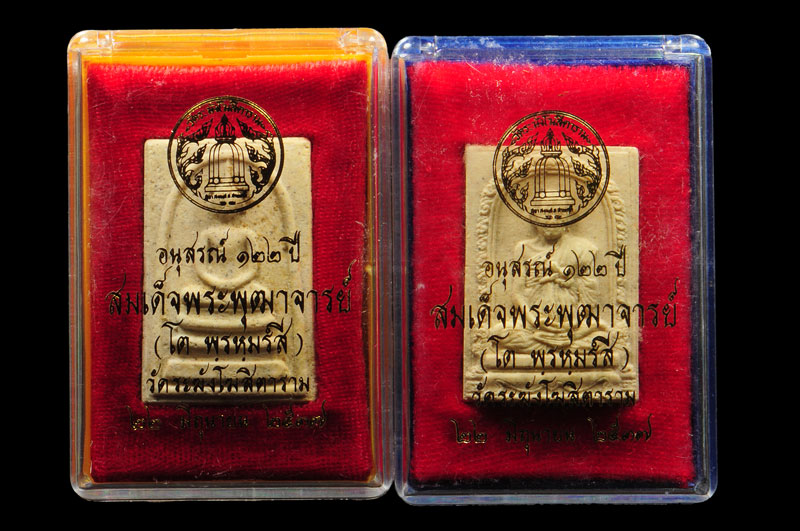 อนุสรณ์ ๑๒๒ ปี
สมเด็จพระพุฒาจารย์
(โต พฺรหฺมรํสี)
วัดระฆังโฆสิตาราม
๒๒ มิถุนายน ๒๕๓๗
อนุสรณ์ ๑๒๒ ปี
สมเด็จพระพุฒาจารย์
(โต พฺรหฺมรํสี)
วัดระฆังโฆสิตาราม
๒๒ มิถุนายน ๒๕๓๗